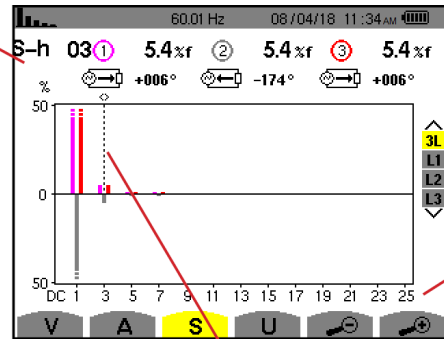 60.01 Hz 08/04/18 11:34 AM
S-h 03 1 5.4%f 2 5.4%f 3 5.4%f
+006° -174° +006°
%
50
3L
L1
L2
L3
0
50
DC 1 3 5 7 9 11 13 15 17 19 21 23 25
V A S U